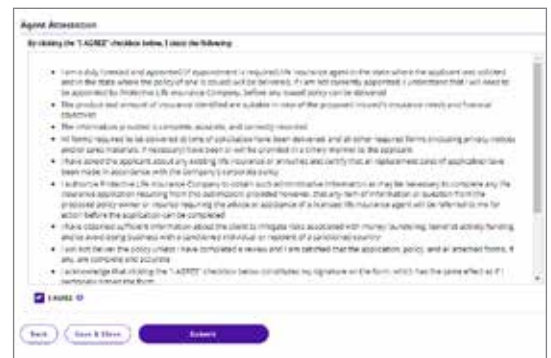 Agent Attestation
By clicking the "I AGREE" checkbox below, I attest the following:
I am a duly licensed and appointed (if appointment is required) life insurance agent in the state where the applicant was solicited
and in the state where the policy (if one is issued) will be delivered. If I am not currently appointed, I understand that I will need to
be appointed by Protective Life Insurance Company, before any issued policy can be delivered
The product and amount of insurance identified are suitable in view of the proposed insured's insurance needs and financial
objectives
The information provided is complete, accurate, and correctly recorded
All forms required to be delivered at time of solicitation have been delivered and all other required forms (including privacy notices
and/or sales materials, if necessary) have been or will be provided in a timely manner to the applicant
I have asked the applicant about any existing life insurance or annuities and certify that all replacement sales of application have
been made in accordance with the Company's corporate policy
I authorize Protective Life Insurance Company to obtain such administrative information as may be necessary to complete any life
insurance application resulting from this submission provided however, that any item of information or question from the
proposed policy owner or insured requiring the advice or assistance of a licensed life insurance agent will be referred to me for
action before the application can be completed
I have obtained sufficient information about the client to mitigate risks associated with money laundering, terrorist activity funding,
and to avoid doing business with a sanctioned individual or resident of a sanctioned country
I will not deliver the policy unless I have completed a review and I am satisfied that the application, policy, and all attached forms, if
any, are complete and accurate
I acknowledge that clicking the "I-AGREE" checkbox below constitutes my signature on the form, which has the same effect as if I
personally signed the form
I AGREE
Back
Save & Close
Submit